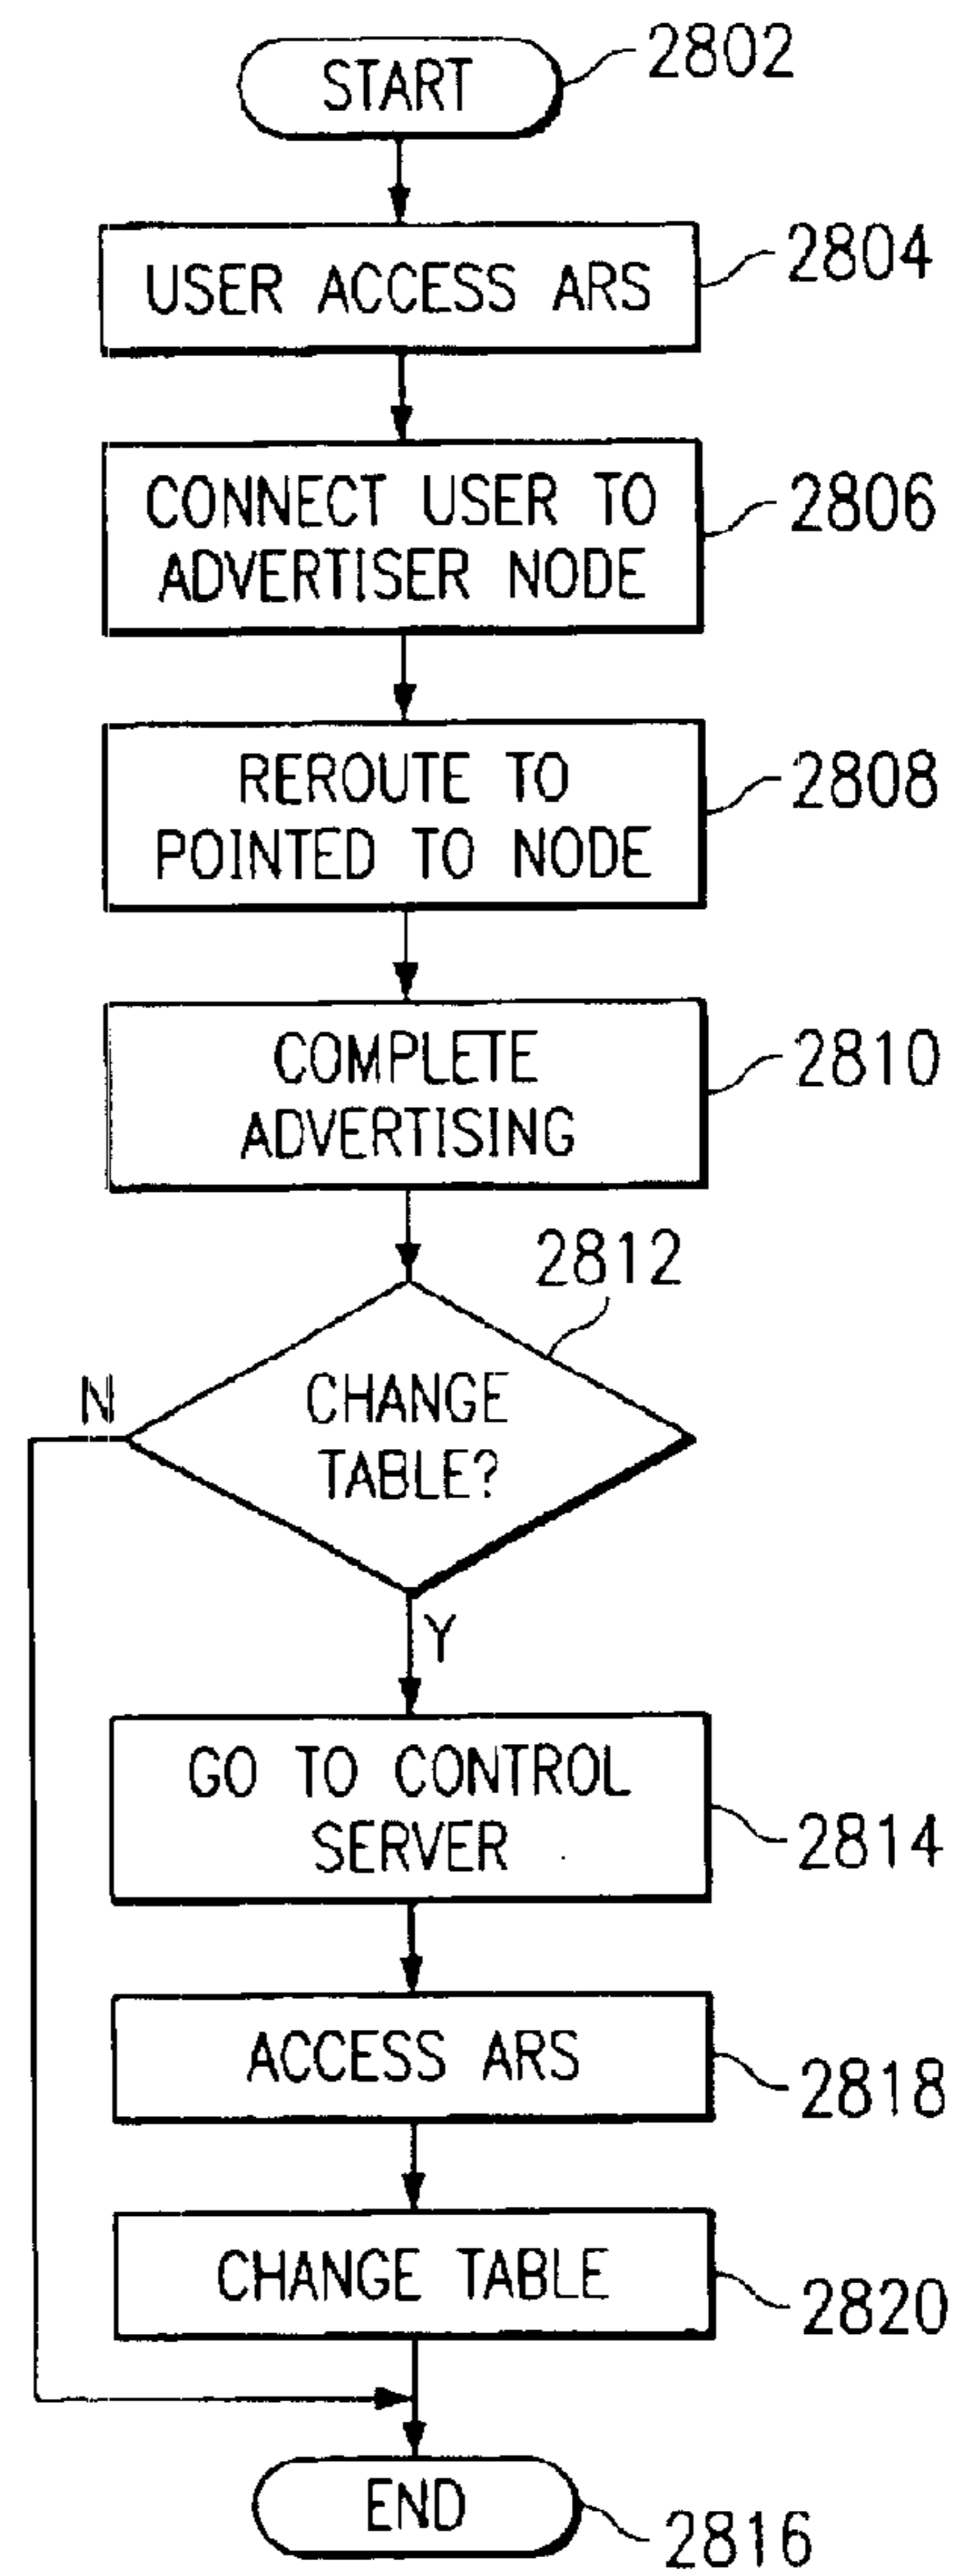 START
2802
USER ACCESS ARS
2804
CONNECT USER TO
ADVERTISER NODE
2806
REROUTE TO
POINTED TO NODE
2808
COMPLETE
ADVERTISING
2810
2812
CHANGE
TABLE?
N
Y
GO TO CONTROL
SERVER
2814
ACCESS ARS
2818
CHANGE TABLE
2820
END
2816